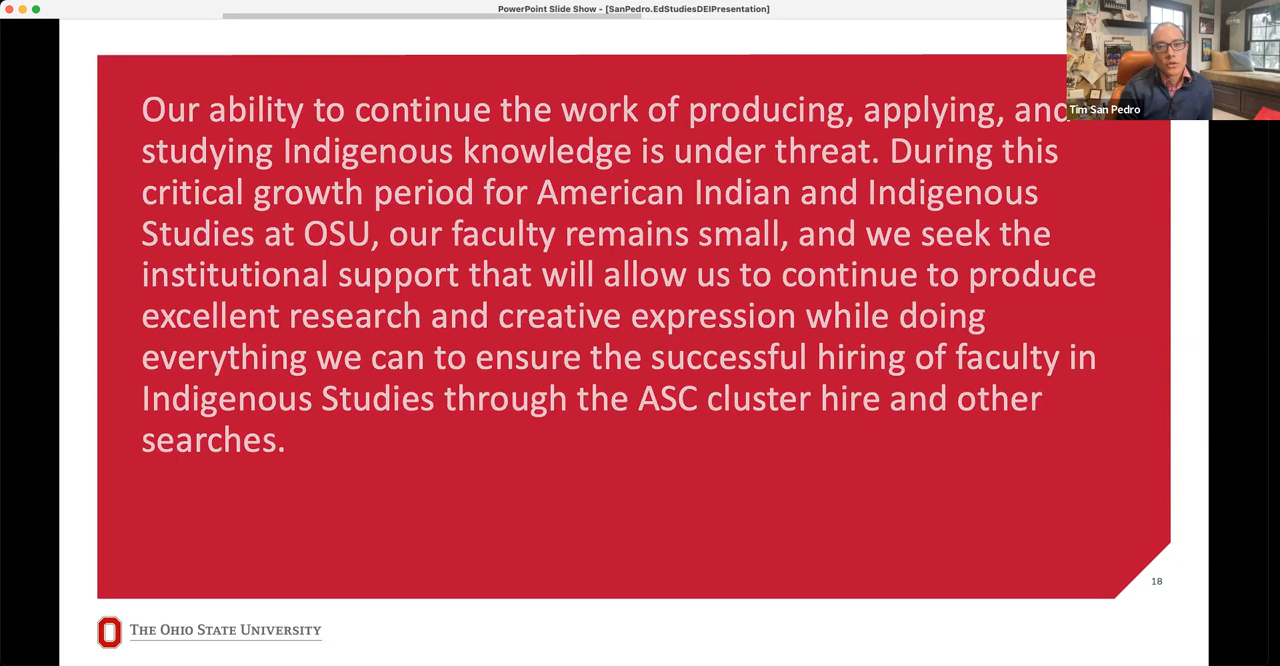 PowerPoint Slide Show - [SanPedro.EdStudiesDEIPresentation]
Tim San Pedro
Our ability to continue the work of producing, applying, and
studying Indigenous knowledge is under threat. During this
critical growth period for American Indian and Indigenous
Studies at OSU, our faculty remains small, and we seek the
institutional support that will allow us to continue to produce
excellent research and creative expression while doing
everything we can to ensure the successful hiring of faculty in
Indigenous Studies through the ASC cluster hire and other
searches.
18
THE OHIO STATE UNIVERSITY